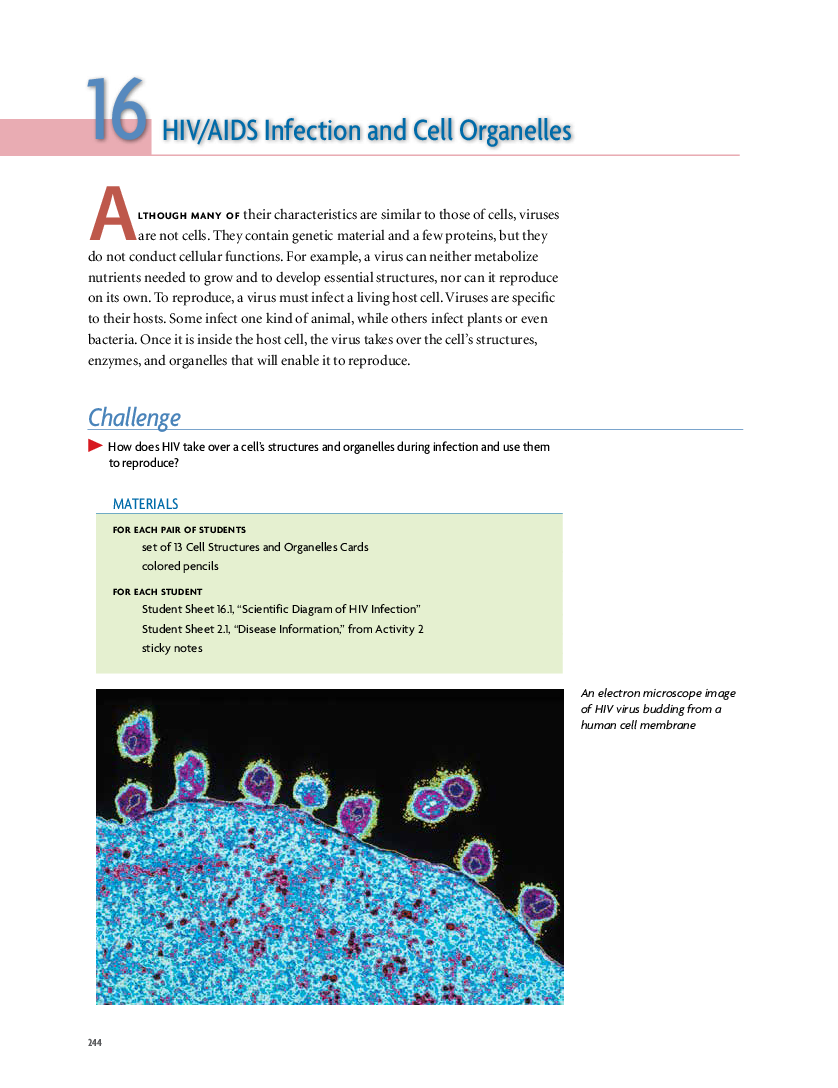 16
HIV/AIDS Infection and Cell Organelles
ALTHOUGH MANY OF their characteristics are similar to those of cells, viruses
are not cells. They contain genetic material and a few proteins, but they
do not conduct cellular functions. For example, a virus can neither metabolize
nutrients needed to grow and to develop essential structures, nor can it reproduce
on its own. To reproduce, a virus must infect a living host cell. Viruses are specific
to their hosts. Some infect one kind of animal, while others infect plants or even
bacteria. Once it is inside the host cell, the virus takes over the cell’s structures,
enzymes, and organelles that will enable it to reproduce.
Challenge
How does HIV take over a cell’s structures and organelles during infection and use them
to reproduce?
MATERIALS
FOR EACH PAIR OF STUDENTS
set of 13 Cell Structures and Organelles Cards
colored pencils
FOR EACH STUDENT
Student Sheet 16.1, “Scientific Diagram of HIV Infection”
Student Sheet 2.1, “Disease Information,” from Activity 2
sticky notes
An electron microscope image
of HIV virus budding from a
human cell membrane
244